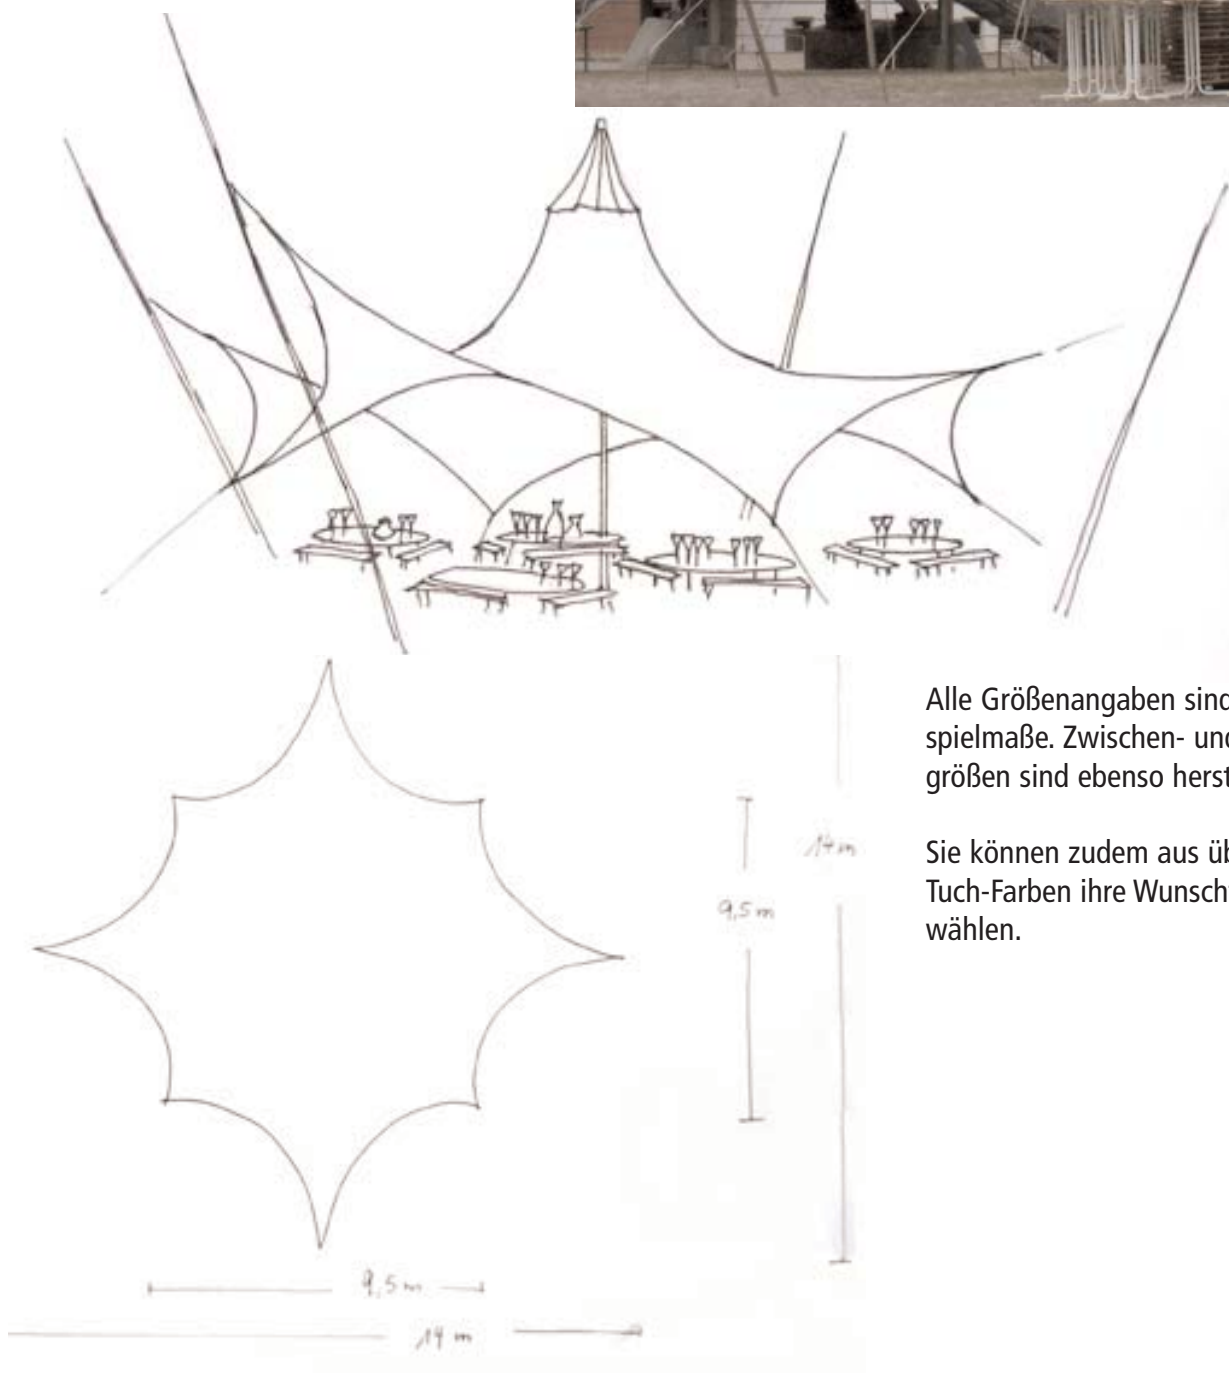 Alle Größenangaben sind
spielmaße. Zwischen- und
größen sind ebenso herst
Sie können zudem aus üb
Tuch-Farben ihre Wunsch
wählen.
14 m
9,5 m
9,5 m
14 m